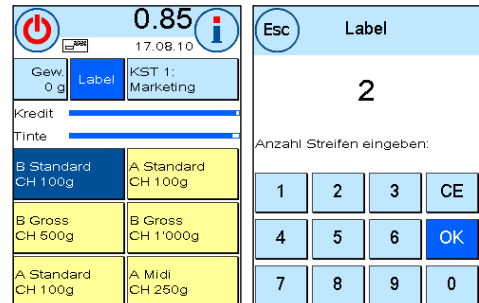 0.85
17.08.10
i
Gew.
0 g
Label
KST 1:
Marketing
Kredit
Tinte
B Standard
CH 100g
A Standard
CH 100g
B Gross
CH 500g
B Gross
CH 1'000g
A Standard
CH 100g
A Midi
CH 250g
Esc
Label
2
Anzahl Streifen eingeben:
1
2
3
CE
4
5
6
OK
7
8
9
0